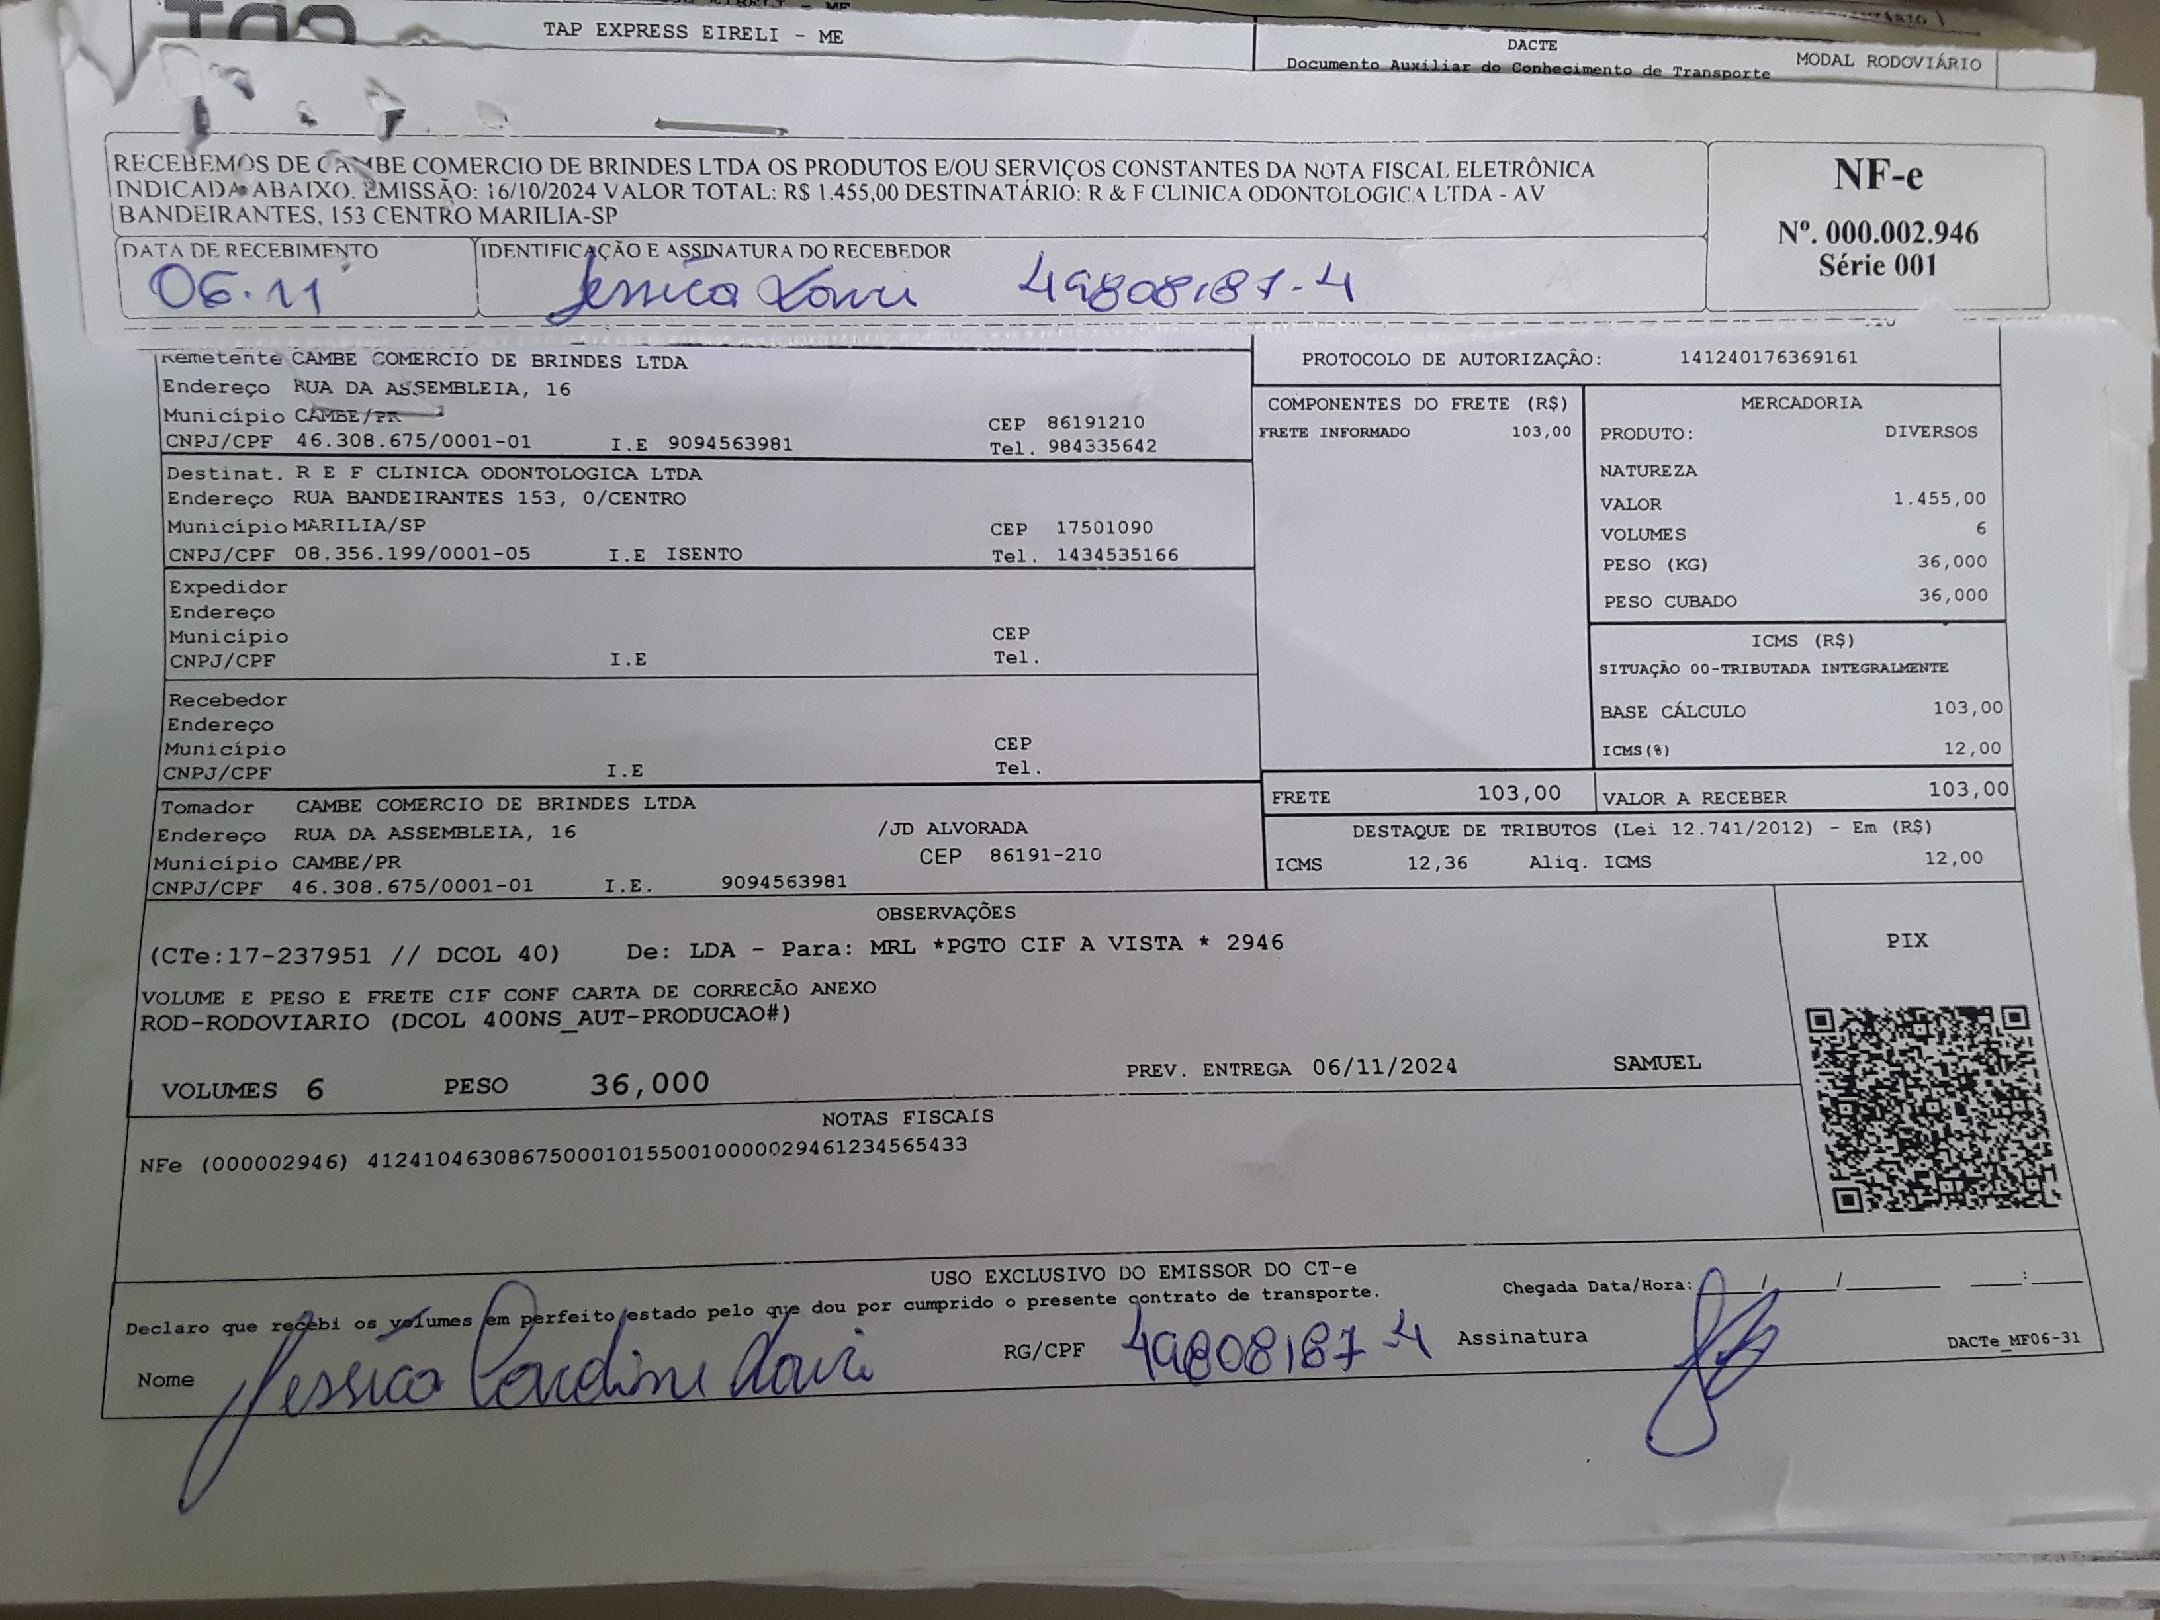 TAP EXPRESS EIRELI - ME
DACTE
Documento Auxiliar do Conhecimento de Transporte
MODAL RODOVIÁRIO
RECEBEMOS DE CAMBE COMERCIO DE BRINDES LTDA OS PRODUTOS E/OU SERVIÇOS CONSTANTES DA NOTA FISCAL ELETRÔNICA
INDICADA ABAIXO. EMISSÃO: 16/10/2024 VALOR TOTAL: R$ 1.455,00 DESTINATÁRIO: R & F CLINICA ODONTOLOGICA LTDA - AV
BANDEIRANTES, 153 CENTRO MARILIA-SP
NF-e
Nº. 000.002.946
Série 001
DATA DE RECEBIMENTO
06.11
IDENTIFICAÇÃO E ASSINATURA DO RECEBEDOR
Jessica 49808187-4
Remetente CAMBE COMERCIO DE BRINDES LTDA
Endereço RUA DA ASSEMBLEIA, 16
Município CAMBE/PR CEP 86191210
CNPJ/CPF 46.308.675/0001-01 I.E 9094563981 Tel. 984335642
Destinat. R E F CLINICA ODONTOLOGICA LTDA
Endereço RUA BANDEIRANTES 153, 0/CENTRO
Município MARILIA/SP CEP 17501090
CNPJ/CPF 08.356.199/0001-05 I.E ISENTO Tel. 1434535166
Expedidor
Endereço
Município CEP
CNPJ/CPF I.E Tel.
Recebedor
Endereço
Município CEP
CNPJ/CPF I.E Tel.
Tomador CAMBE COMERCIO DE BRINDES LTDA
Endereço RUA DA ASSEMBLEIA, 16 /JD ALVORADA
Município CAMBE/PR CEP 86191-210
CNPJ/CPF 46.308.675/0001-01 I.E. 9094563981
PROTOCOLO DE AUTORIZAÇÃO: 141240176369161
COMPONENTES DO FRETE (R$)
FRETE INFORMADO 103,00
MERCADORIA
PRODUTO: DIVERSOS
NATUREZA
VALOR 1.455,00
VOLUMES 6
PESO (KG) 36,000
PESO CUBADO 36,000
ICMS (R$)
SITUAÇÃO 00-TRIBUTADA INTEGRALMENTE
BASE CÁLCULO 103,00
ICMS(%) 12,00
FRETE 103,00
VALOR A RECEBER 103,00
DESTAQUE DE TRIBUTOS (Lei 12.741/2012) - Em (R$)
ICMS 12,36 Aliq. ICMS 12,00
OBSERVAÇÕES
(CTe:17-237951 // DCOL 40) De: LDA - Para: MRL *PGTO CIF A VISTA * 2946
VOLUME E PESO E FRETE CIF CONF CARTA DE CORRECÃO ANEXO
ROD-RODOVIARIO (DCOL 400NS_AUT-PRODUCAO#)
VOLUMES 6 PESO 36,000 PREV. ENTREGA 06/11/2024 SAMUEL
PIX
NOTAS FISCAIS
NFe (000002946) 41241046308675000101550010000029461234565433
USO EXCLUSIVO DO EMISSOR DO CT-e
Chegada Data/Hora: / / :
Declaro que recebi os volumes em perfeito estado pelo que dou por cumprido o presente contrato de transporte.
Nome Jessica RG/CPF 49808187-4 Assinatura
DACTe_MF06-31